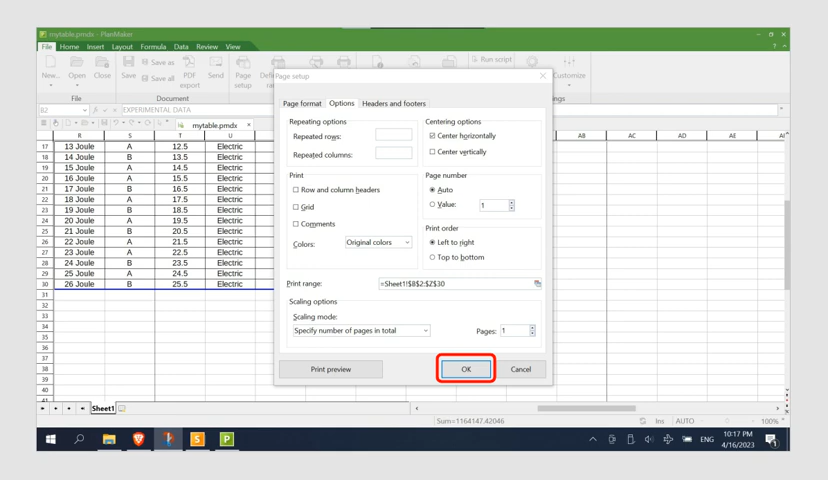 mytable.pmdx - PlanMaker
File Home Insert Layout Formula Data Review View
New... Open Close Save Save as Save all PDF export Send Page setup Run script Customize
File Document
B2 EXPERIMENTAL DATA
mytable.pmdx
R S T U AB AC AD AE
17 13 Joule A 12.5 Electric
18 14 Joule B 13.5 Electric
19 15 Joule A 14.5 Electric
20 16 Joule A 15.5 Electric
21 17 Joule B 16.5 Electric
22 18 Joule A 17.5 Electric
23 19 Joule B 18.5 Electric
24 20 Joule A 19.5 Electric
25 21 Joule B 20.5 Electric
26 22 Joule A 21.5 Electric
27 23 Joule A 22.5 Electric
28 24 Joule B 23.5 Electric
29 25 Joule A 24.5 Electric
30 26 Joule B 25.5 Electric
31
32
33
34
35
36
37
38
39
40
41
Page setup
Page format Options Headers and footers
Repeating options
Repeated rows:
Repeated columns:
Centering options
Center horizontally
Center vertically
Print
Row and column headers
Grid
Comments
Colors: Original colors
Page number
Auto
Value: 1
Print order
Left to right
Top to bottom
Print range: =Sheet1!$B$2:$Z$30
Scaling options
Scaling mode:
Specify number of pages in total Pages: 1
Print preview OK Cancel
Sheet1
Sum=1164147.42046 Ins AUTO 100%
ENG 10:17 PM
4/16/2023